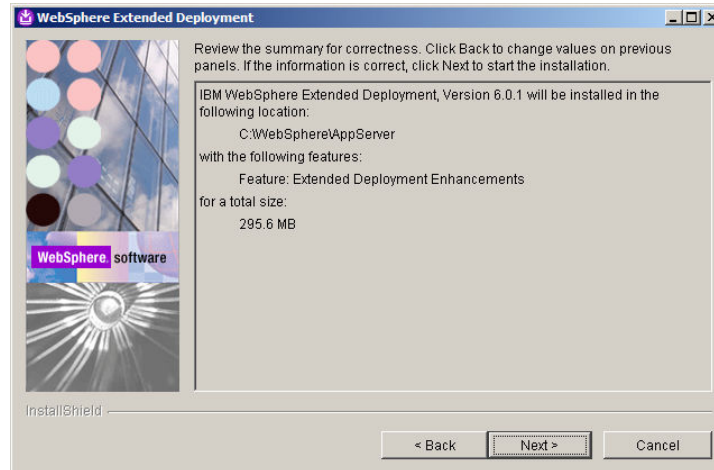 WebSphere Extended Deployment
Review the summary for correctness. Click Back to change values on previous
panels. If the information is correct, click Next to start the installation.
IBM WebSphere Extended Deployment, Version 6.0.1 will be installed in the
following location:
C:\WebSphere\AppServer
with the following features:
Feature: Extended Deployment Enhancements
for a total size:
295.6 MB
WebSphere. software
InstallShield
< Back
Next >
Cancel